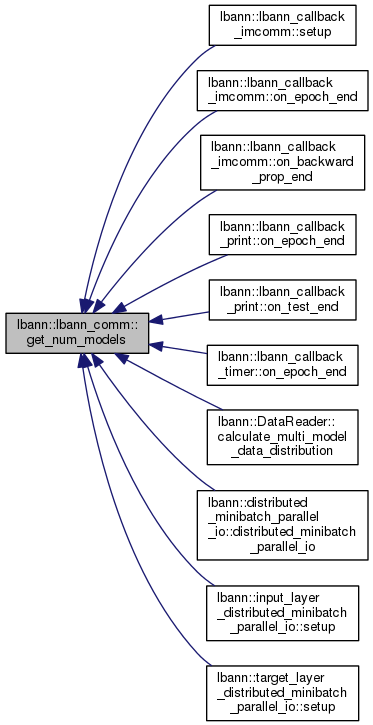 lbann::lbann_callback
_imcomm::setup
lbann::lbann_callback
_imcomm::on_epoch_end
lbann::lbann_callback
_imcomm::on_backward
_prop_end
lbann::lbann_callback
_print::on_epoch_end
lbann::lbann_comm::
get_num_models
lbann::lbann_callback
_print::on_test_end
lbann::lbann_callback
_timer::on_epoch_end
lbann::DataReader::
calculate_multi_model
_data_distribution
lbann::distributed
_minibatch_parallel
_io::distributed_minibatch
_parallel_io
lbann::input_layer
_distributed_minibatch
_parallel_io::setup
lbann::target_layer
_distributed_minibatch
_parallel_io::setup